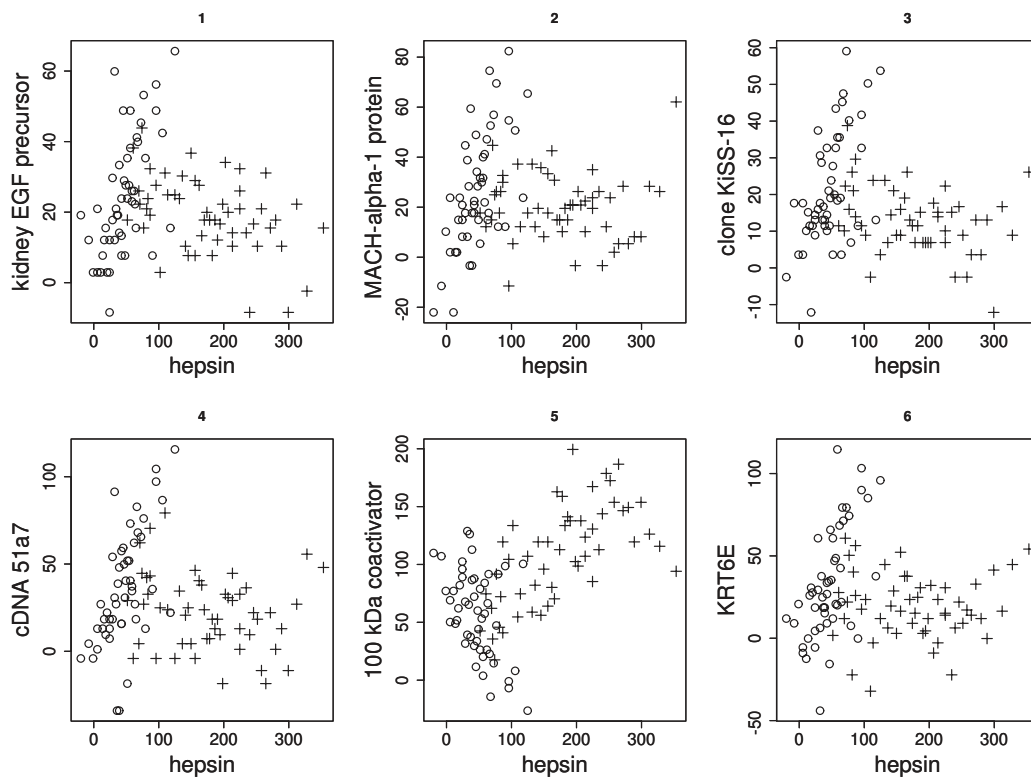 1
kidney EGF precursor
60
40
20
0
0 100 200 300
hepsin
2
MACH-alpha-1 protein
80
60
40
20
0
-20
0 100 200 300
hepsin
3
clone KiSS-16
60
50
40
30
20
10
0
-10
0 100 200 300
hepsin
4
cDNA 51a7
100
50
0
0 100 200 300
hepsin
5
100 kDa coactivator
200
150
100
50
0
0 100 200 300
hepsin
6
KRT6E
100
50
0
-50
0 100 200 300
hepsin